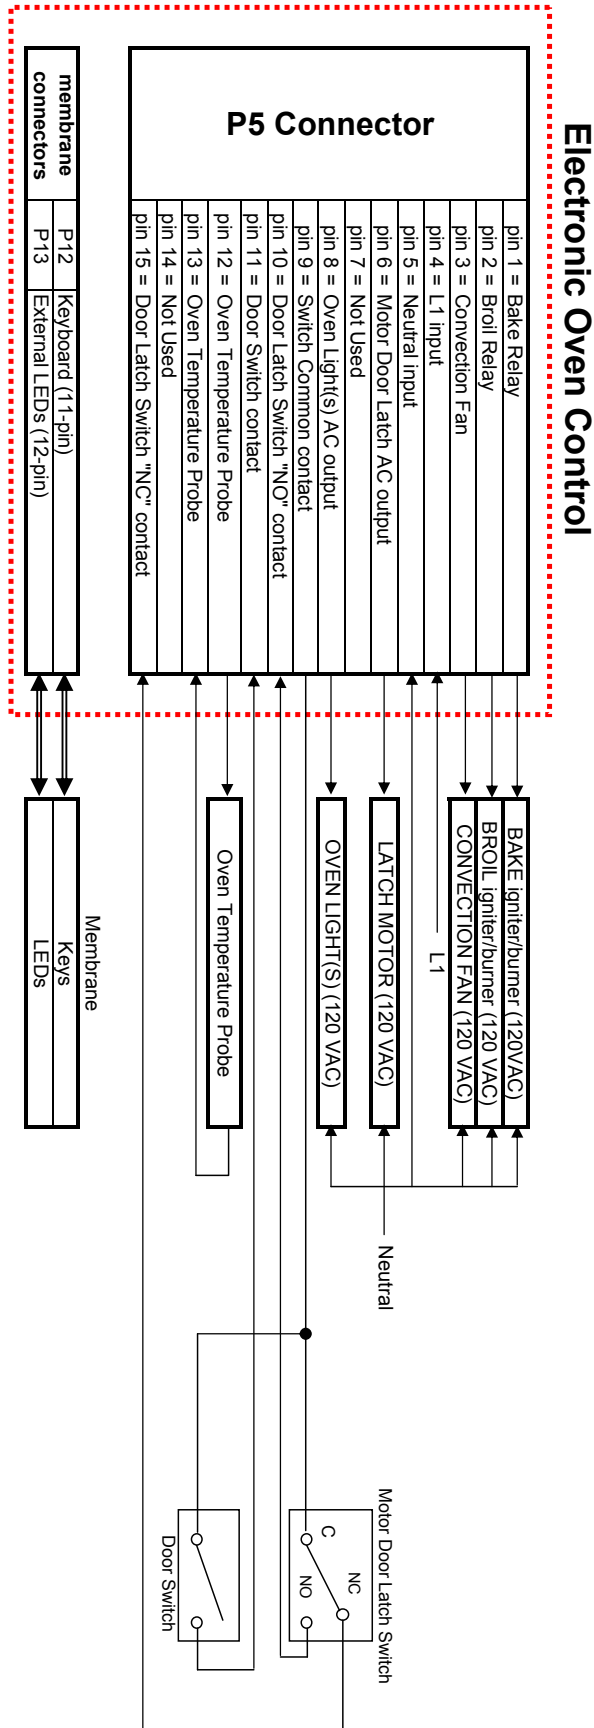 Electronic Oven Control
P5 Connector
pin 1 = Bake Relay
pin 2 = Broil Relay
pin 3 = Convection Fan
pin 4 = L1 input
pin 5 = Neutral input
pin 6 = Motor Door Latch AC output
pin 7 = Not Used
pin 8 = Oven Light(s) AC output
pin 9 = Switch Common contact
pin 10 = Door Latch Switch "NO" contact
pin 11 = Door Switch contact
pin 12 = Oven Temperature Probe
pin 13 = Oven Temperature Probe
pin 14 = Not Used
pin 15 = Door Latch Switch "NC" contact
membrane
connectors
P12
Keyboard (11-pin)
P13
External LEDs (12-pin)
BAKE igniter/burner (120VAC)
BROIL igniter/burner (120 VAC)
CONVECTION FAN (120 VAC)
L1
LATCH MOTOR (120 VAC)
OVEN LIGHT(S) (120 VAC)
Oven Temperature Probe
Membrane
Keys
LEDs
Neutral
Motor Door Latch Switch
C
NC
NO
Door Switch